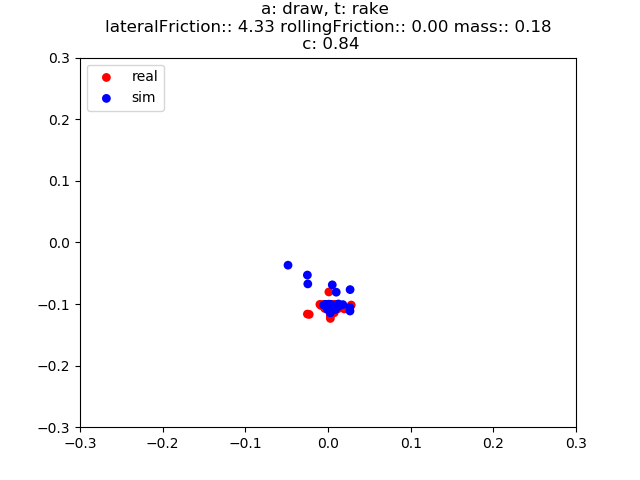 a: draw, t: rake
lateralFriction:: 4.33 rollingFriction:: 0.00 mass:: 0.18
c: 0.84
real
sim
0.3
0.2
0.1
0.0
−0.1
−0.2
−0.3
−0.3 −0.2 −0.1 0.0 0.1 0.2 0.3